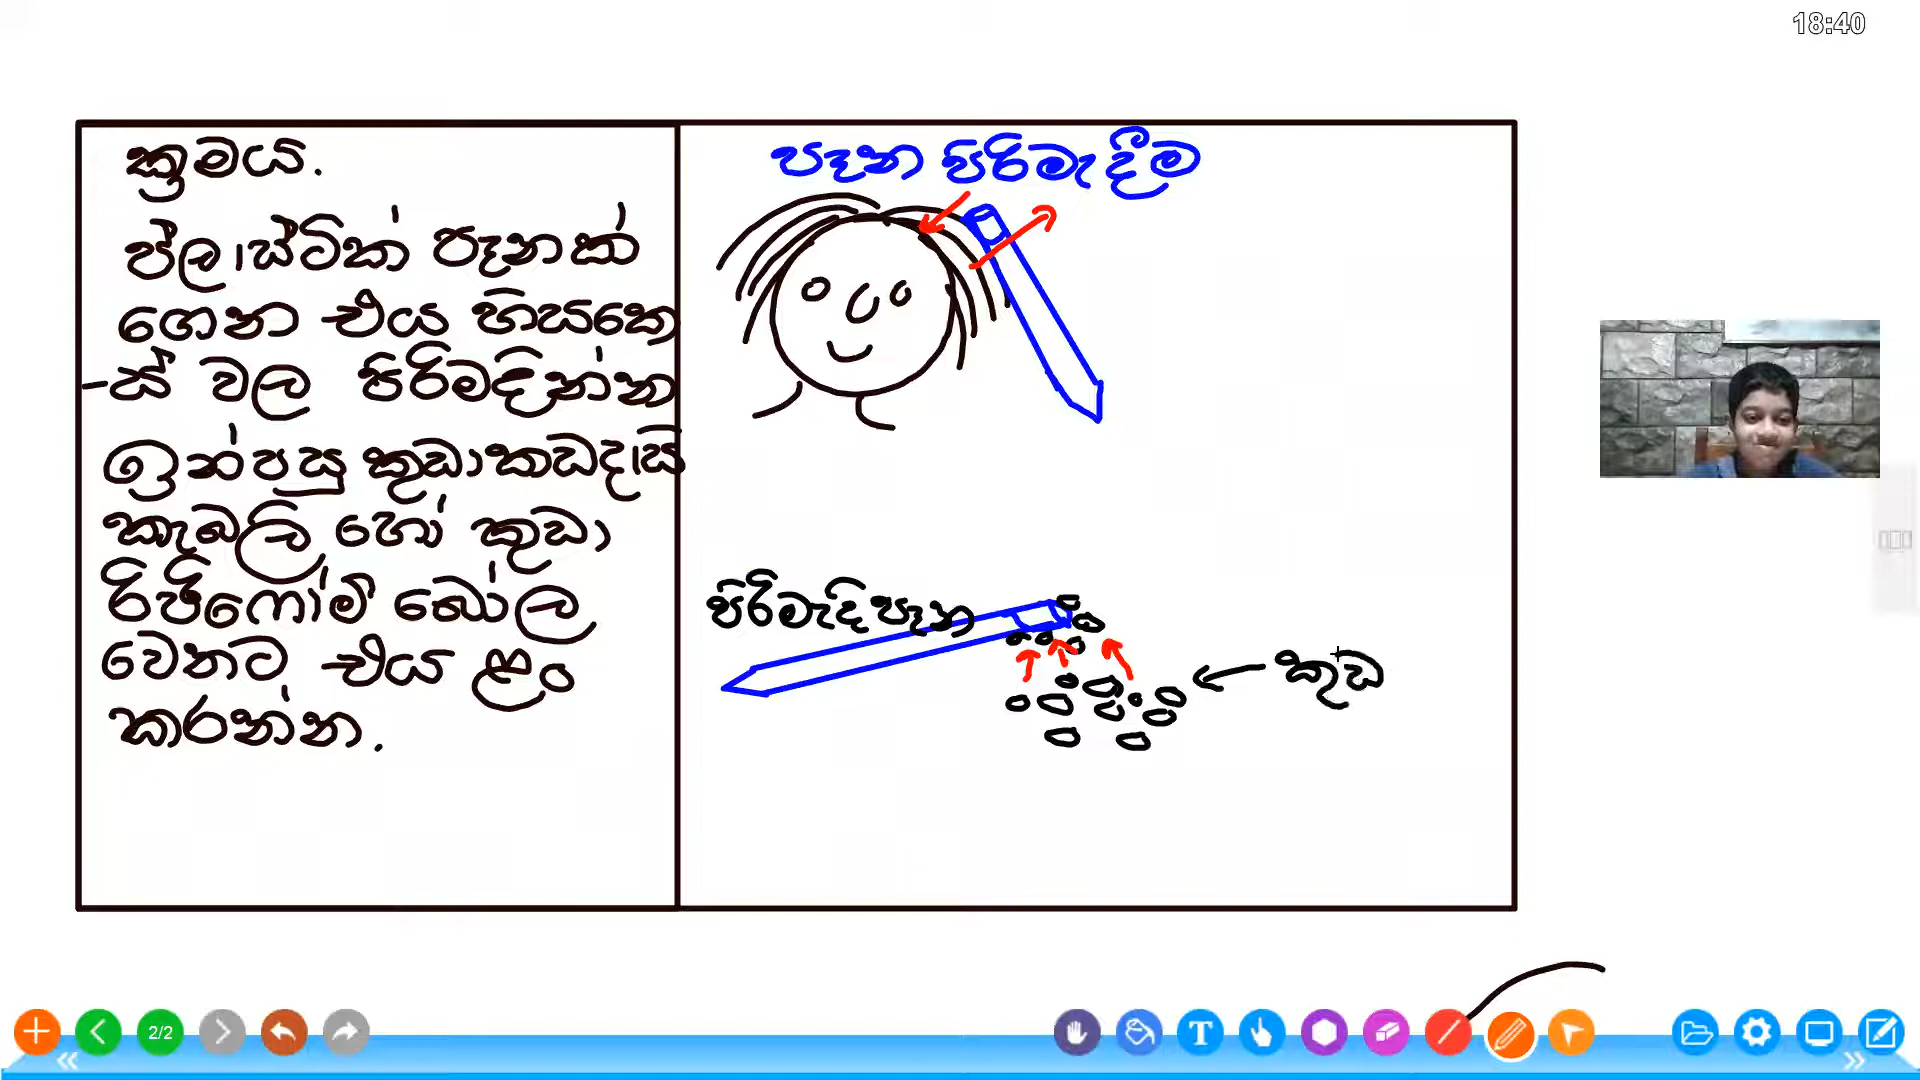 18:40
ක්‍රමය.
ප්ලාස්ටික් පෑනක්
ගෙන එය හිසකෙ
-ස් වල පිරිමදින්න
ඉන්පසු කුඩා කඩදාසි
කැබලි හෝ කුඩා
රිජිෆෝම් බෝල
වෙතට එය ළං
කරන්න.
පෑන පිරිමැදීම
පිරිමැදි පෑන
කුඩ
2/2
T